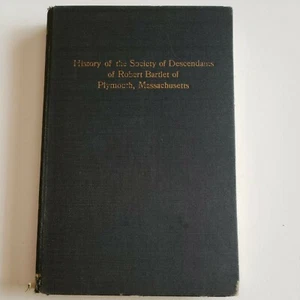 History of the Society of Descendants
of Robert Bartlet of
Plymouth, Massachusetts